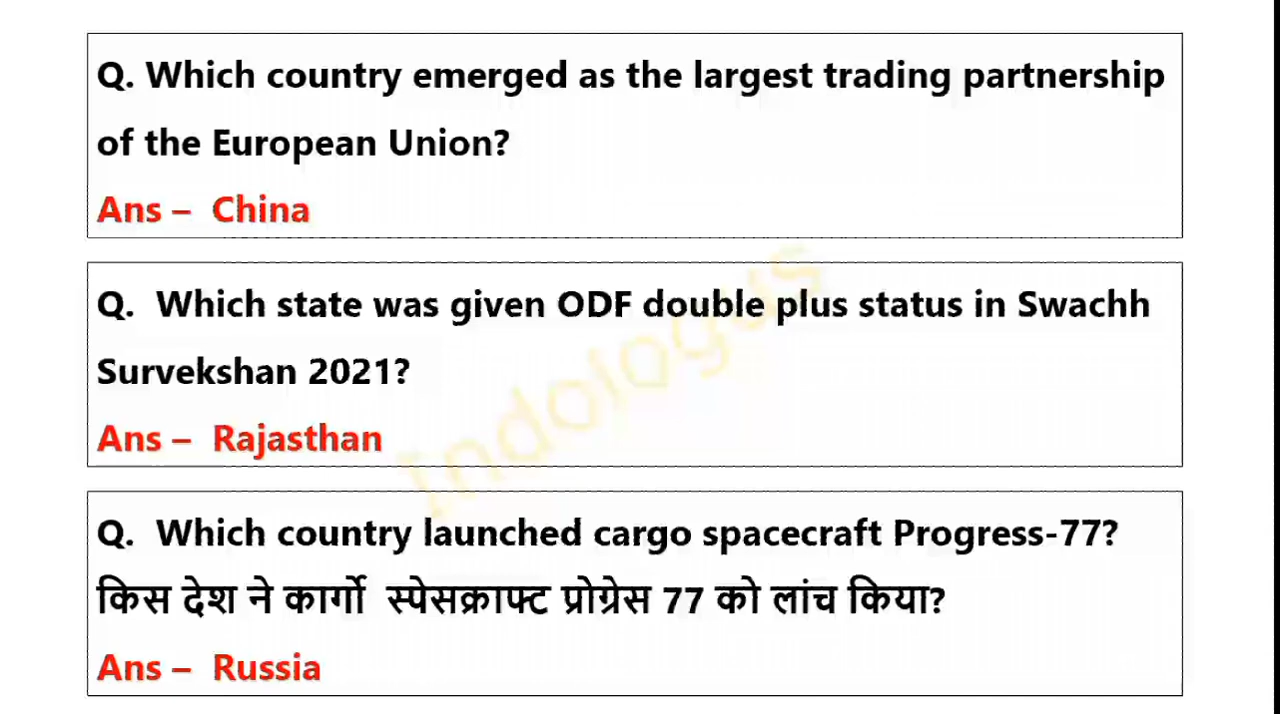 Q. Which country emerged as the largest trading partnership
of the European Union?
Ans – China
Q. Which state was given ODF double plus status in Swachh
Survekshan 2021?
Ans – Rajasthan
Q. Which country launched cargo spacecraft Progress-77?
किस देश ने कार्गो स्पेसक्राफ्ट प्रोग्रेस 77 को लांच किया?
Ans – Russia
Indologus